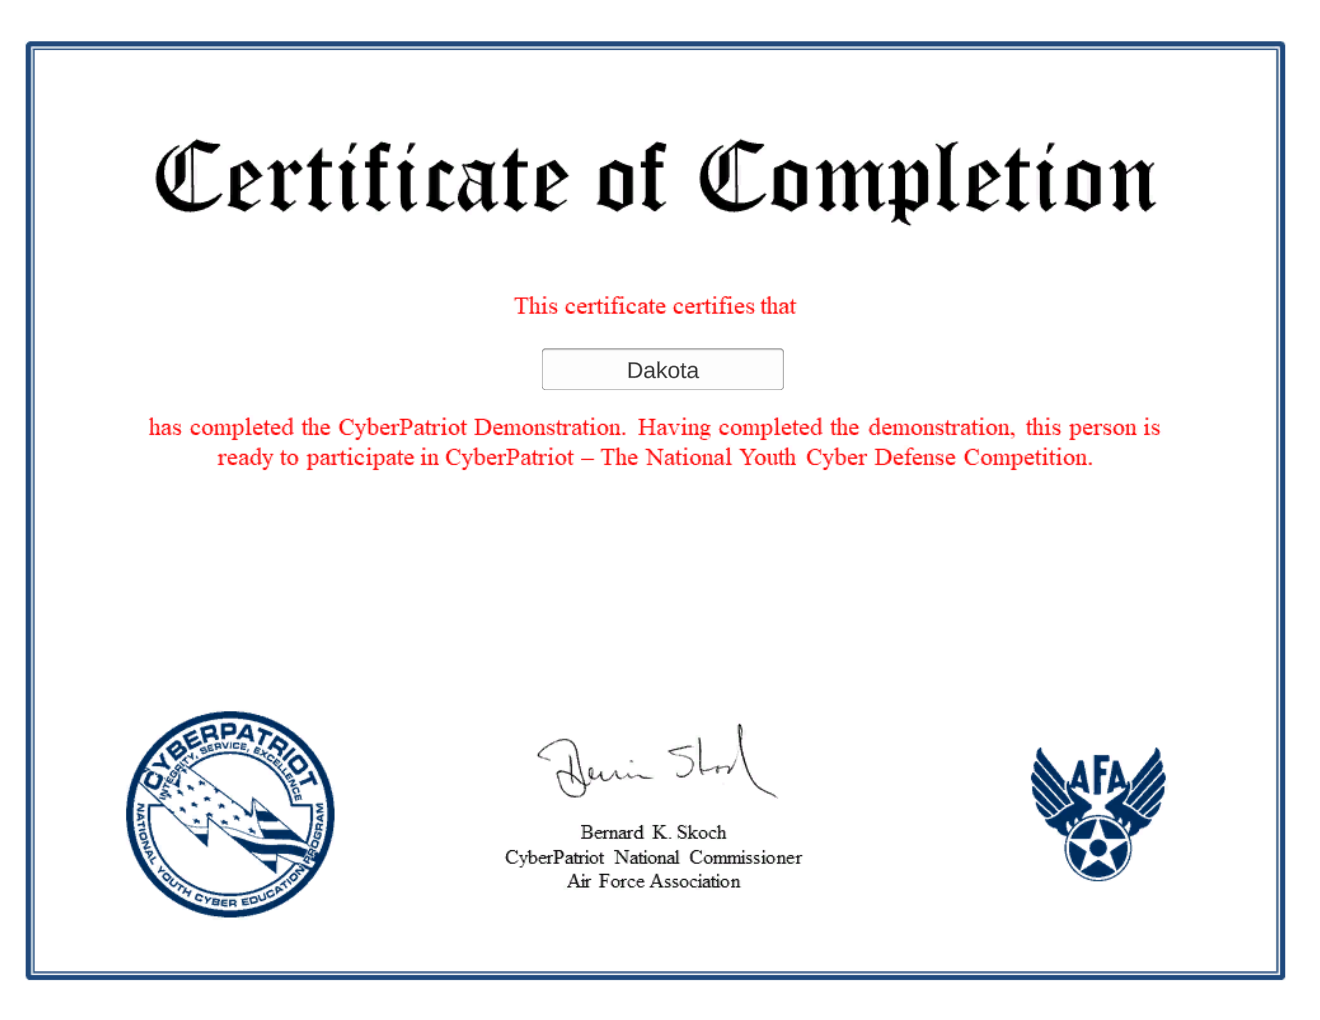 Certificate of Completion
This certificate certifies that
Dakota
has completed the CyberPatriot Demonstration. Having completed the demonstration, this person is
ready to participate in CyberPatriot – The National Youth Cyber Defense Competition.
CYBERPATRIOT
INTEGRITY, SERVICE, EXCELLENCE
NATIONAL YOUTH CYBER EDUCATION PROGRAM
Bernard K. Skoch
CyberPatriot National Commissioner
Air Force Association
AFA